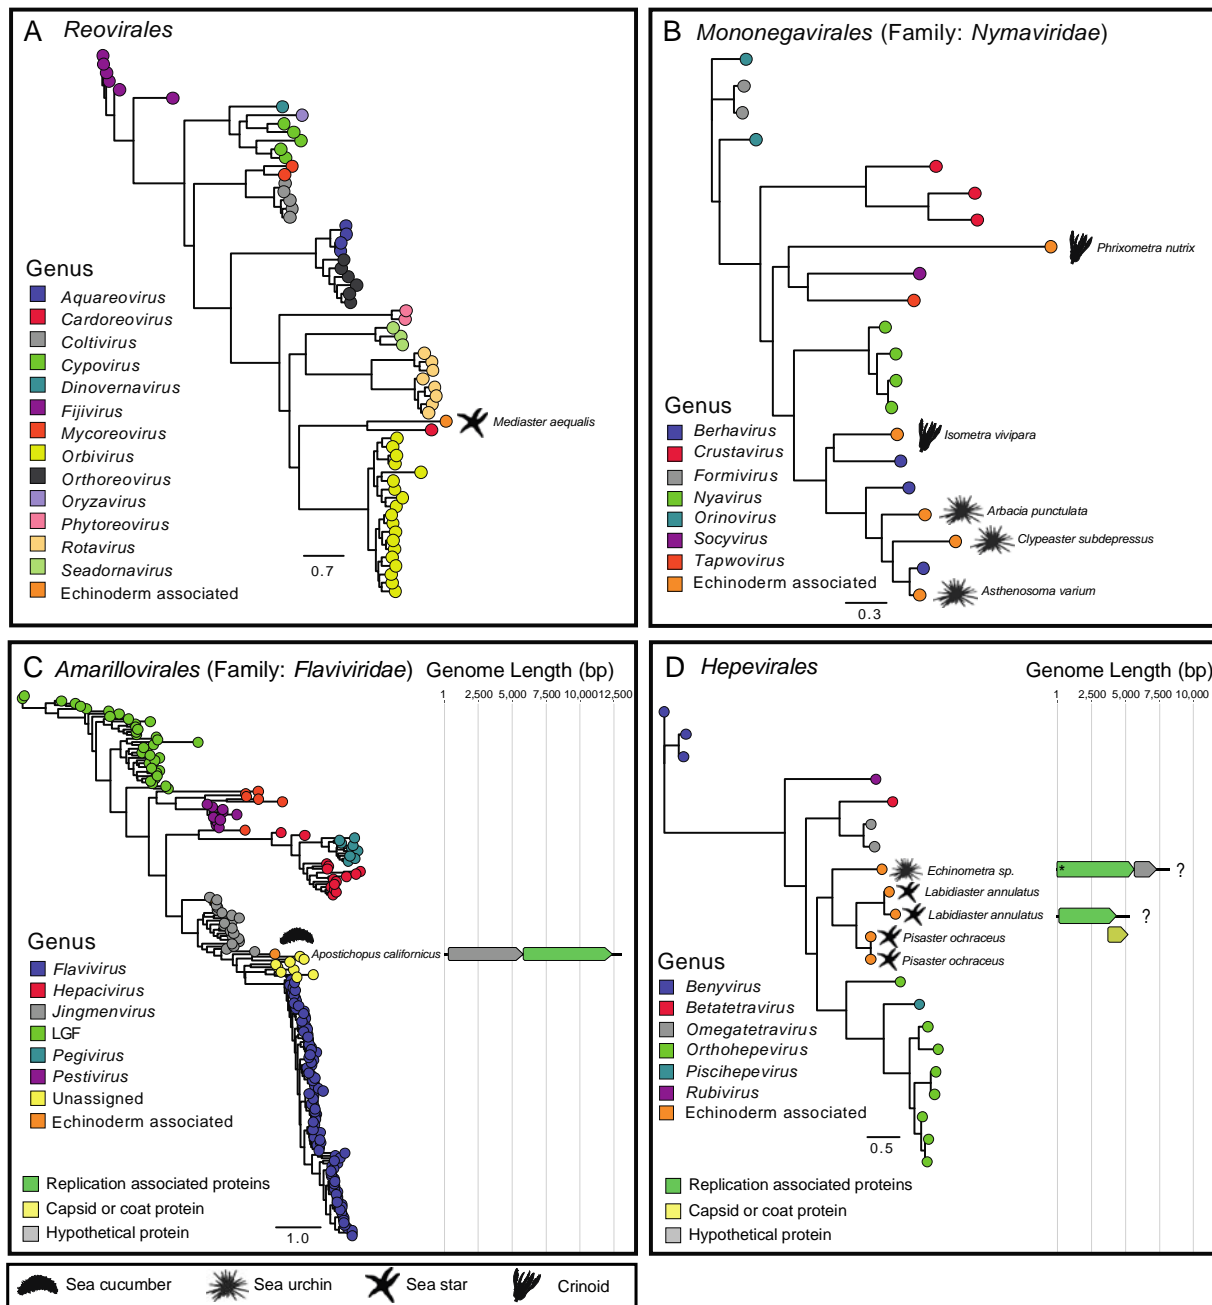 A Reovirales
Mediaster aequalis
Genus
Aquareovirus
Cardoreovirus
Coltivirus
Cypovirus
Dinovernavirus
Fijivirus
Mycoreovirus
Orbivirus
Orthoreovirus
Oryzavirus
Phytoreovirus
Rotavirus
Seadornavirus
Echinoderm associated
0.7
B Mononegavirales (Family: Nymaviridae)
Phrixometra nutrix
Isometra vivipara
Arbacia punctulata
Clypeaster subdepressus
Asthenosoma varium
Genus
Berhavirus
Crustavirus
Formivirus
Nyavirus
Orinovirus
Socyvirus
Tapwovirus
Echinoderm associated
0.3
C Amarillovirales (Family: Flaviviridae)
Genome Length (bp)
1 2,500 5,000 7,500 10,000 12,500
Apostichopus californicus
Genus
Flavivirus
Hepacivirus
Jingmenvirus
LGF
Pegivirus
Pestivirus
Unassigned
Echinoderm associated
Replication associated proteins
Capsid or coat protein
Hypothetical protein
1.0
D Hepevirales
Genome Length (bp)
1 2,500 5,000 7,500 10,000
Echinometra sp.
* ?
Labidiaster annulatus
Labidiaster annulatus
?
Pisaster ochraceus
Pisaster ochraceus
Genus
Benyvirus
Betatetravirus
Omegatetravirus
Orthohepevirus
Piscihepevirus
Rubivirus
Echinoderm associated
0.5
Replication associated proteins
Capsid or coat protein
Hypothetical protein
Sea cucumber Sea urchin Sea star Crinoid